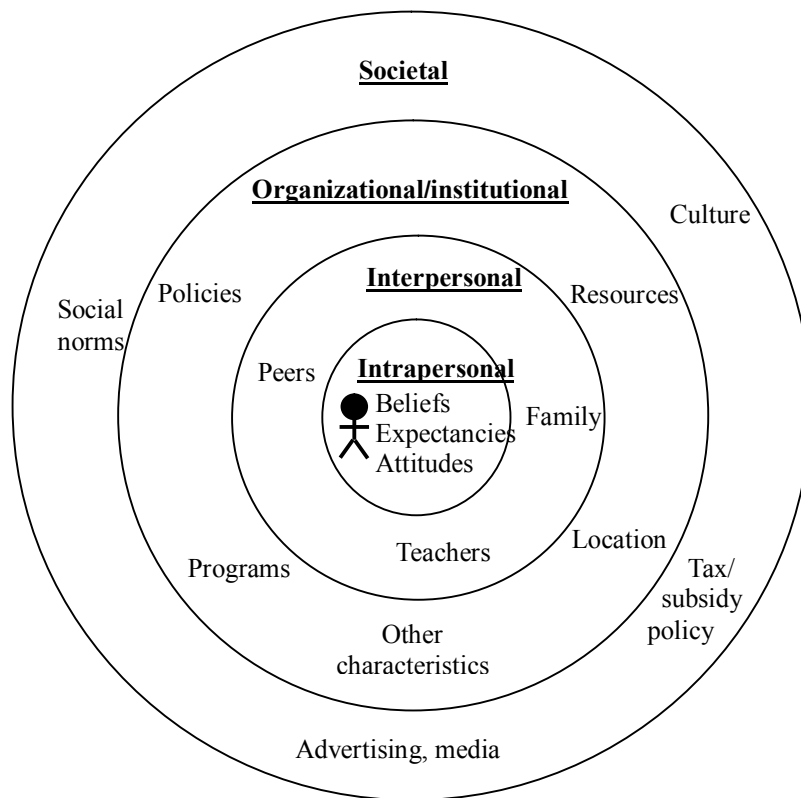 Societal
Organizational/institutional
Culture
Interpersonal
Policies
Resources
Social
norms
Peers
Intrapersonal
Beliefs
Expectancies
Attitudes
Family
Teachers
Location
Programs
Tax/
subsidy
policy
Other
characteristics
Advertising, media